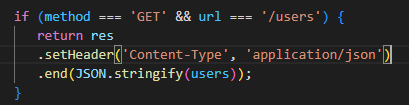 if (method === 'GET' && url === '/users') {
return res
.setHeader('Content-Type', 'application/json')
.end(JSON.stringify(users));
}